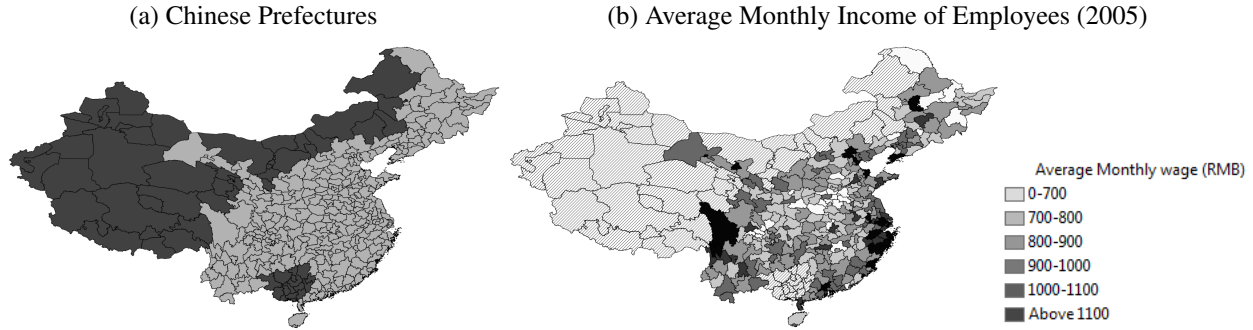 (a) Chinese Prefectures
(b) Average Monthly Income of Employees (2005)
Average Monthly wage (RMB)
0-700
700-800
800-900
900-1000
1000-1100
Above 1100